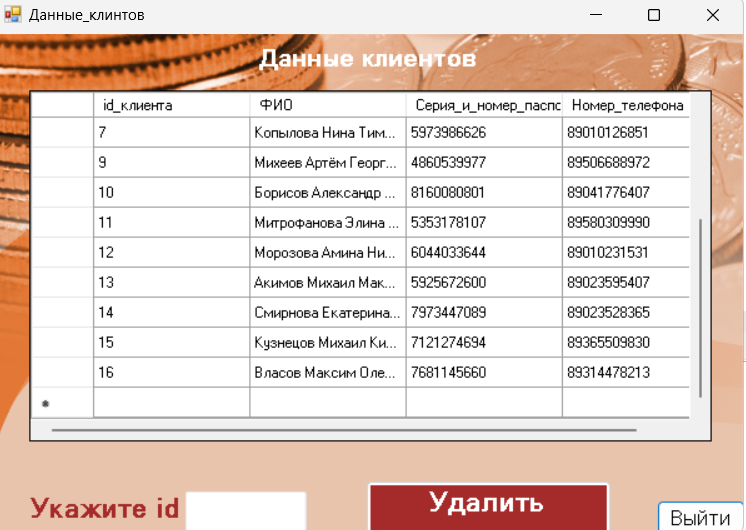 Данные_клинтов
Данные клиентов
id_клиента ФИО Серия_и_номер_паспо Номер_телефона
7 Копылова Нина Тим... 5973986626 89010126851
9 Михеев Артём Георг... 4860539977 89506688972
10 Борисов Александр ... 8160080801 89041776407
11 Митрофанова Элина ... 5353178107 89580309990
12 Морозова Амина Ни... 6044033644 89010231531
13 Акимов Михаил Мак... 5925672600 89023595407
14 Смирнова Екатерина... 7973447089 89023528365
15 Кузнецов Михаил Ки... 7121274694 89365509830
16 Власов Максим Оле... 7681145660 89314478213
Укажите id Удалить
Выйти